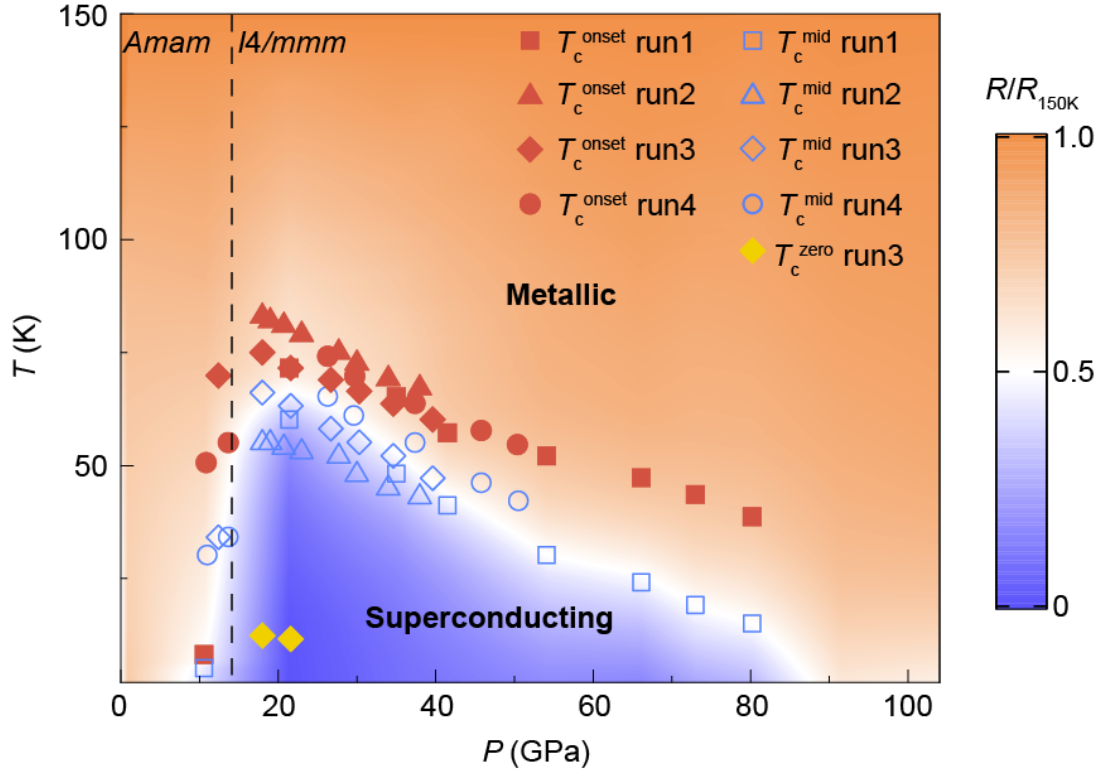 150
Amam
I4/mmm
T_c^onset run1
T_c^mid run1
T_c^onset run2
T_c^mid run2
T_c^onset run3
T_c^mid run3
T_c^onset run4
T_c^mid run4
T_c^zero run3
R/R_150K
1.0
0.5
0
100
50
T (K)
Metallic
Superconducting
0
20
40
60
80
100
P (GPa)